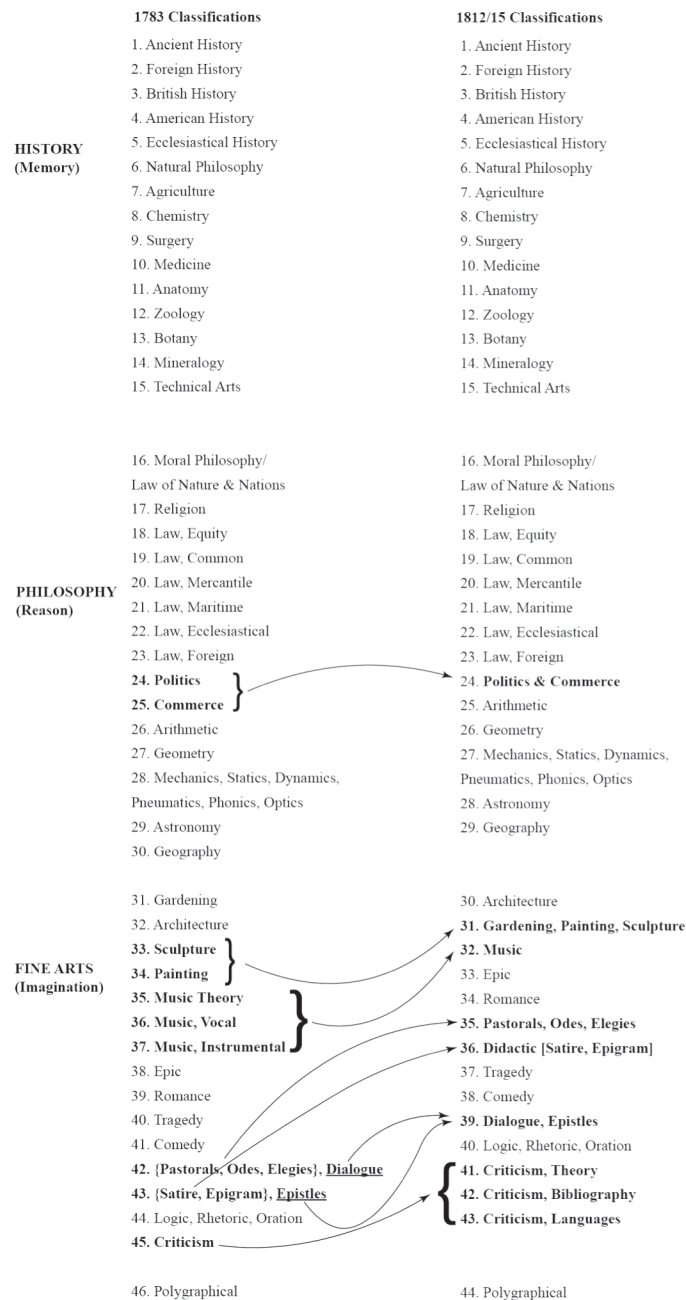 1783 Classifications
1. Ancient History
2. Foreign History
3. British History
4. American History
5. Ecclesiastical History
6. Natural Philosophy
7. Agriculture
8. Chemistry
9. Surgery
10. Medicine
11. Anatomy
12. Zoology
13. Botany
14. Mineralogy
15. Technical Arts
16. Moral Philosophy/
Law of Nature & Nations
17. Religion
18. Law, Equity
19. Law, Common
20. Law, Mercantile
21. Law, Maritime
22. Law, Ecclesiastical
23. Law, Foreign
24. Politics
25. Commerce
26. Arithmetic
27. Geometry
28. Mechanics, Statics, Dynamics,
Pneumatics, Phonics, Optics
29. Astronomy
30. Geography
31. Gardening
32. Architecture
33. Sculpture
34. Painting
35. Music Theory
36. Music, Vocal
37. Music, Instrumental
38. Epic
39. Romance
40. Tragedy
41. Comedy
42. {Pastorals, Odes, Elegies}, Dialogue
43. {Satire, Epigram}, Epistles
44. Logic, Rhetoric, Oration
45. Criticism
46. Polygraphical
1812/15 Classifications
1. Ancient History
2. Foreign History
3. British History
4. American History
5. Ecclesiastical History
6. Natural Philosophy
7. Agriculture
8. Chemistry
9. Surgery
10. Medicine
11. Anatomy
12. Zoology
13. Botany
14. Mineralogy
15. Technical Arts
16. Moral Philosophy/
Law of Nature & Nations
17. Religion
18. Law, Equity
19. Law, Common
20. Law, Mercantile
21. Law, Maritime
22. Law, Ecclesiastical
23. Law, Foreign
24. Politics & Commerce
25. Arithmetic
26. Geometry
27. Mechanics, Statics, Dynamics,
Pneumatics, Phonics, Optics
28. Astronomy
29. Geography
30. Architecture
31. Gardening, Painting, Sculpture
32. Music
33. Epic
34. Romance
35. Pastorals, Odes, Elegies
36. Didactic [Satire, Epigram]
37. Tragedy
38. Comedy
39. Dialogue, Epistles
40. Logic, Rhetoric, Oration
41. Criticism, Theory
42. Criticism, Bibliography
43. Criticism, Languages
44. Polygraphical
HISTORY
(Memory)
PHILOSOPHY
(Reason)
FINE ARTS
(Imagination)